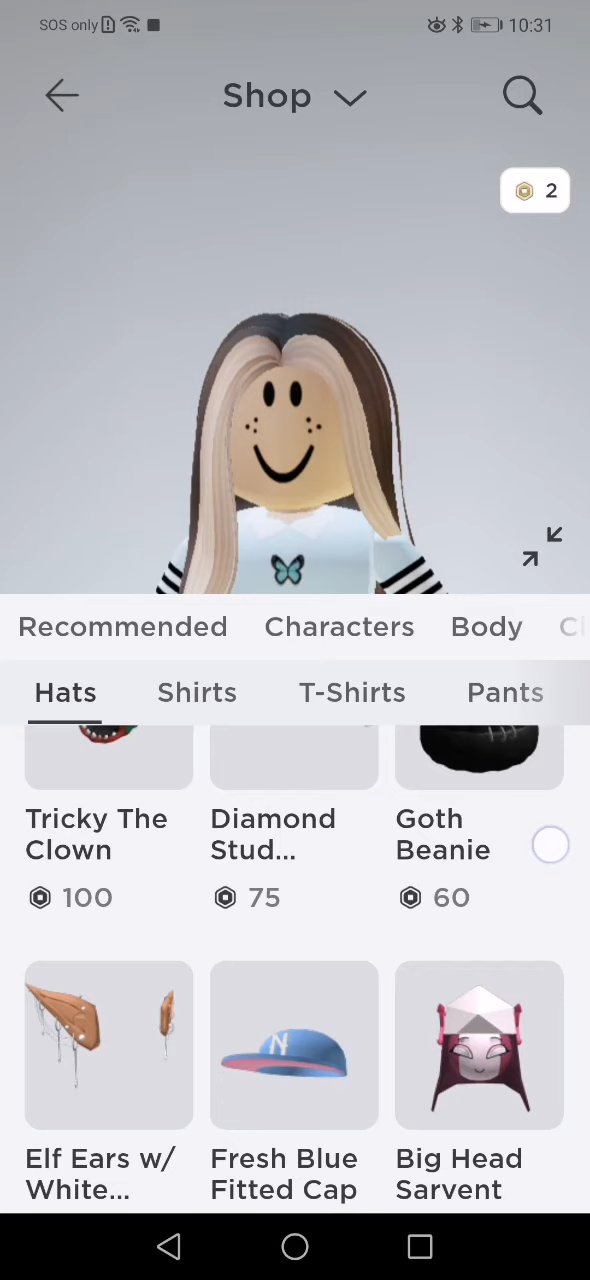 SOS only 10:31
Shop
2
Recommended Characters Body Cl
Hats Shirts T-Shirts Pants
Tricky The
Clown
100
Diamond
Stud...
75
Goth
Beanie
60
Elf Ears w/
White...
N
Fresh Blue
Fitted Cap
Big Head
Sarvent